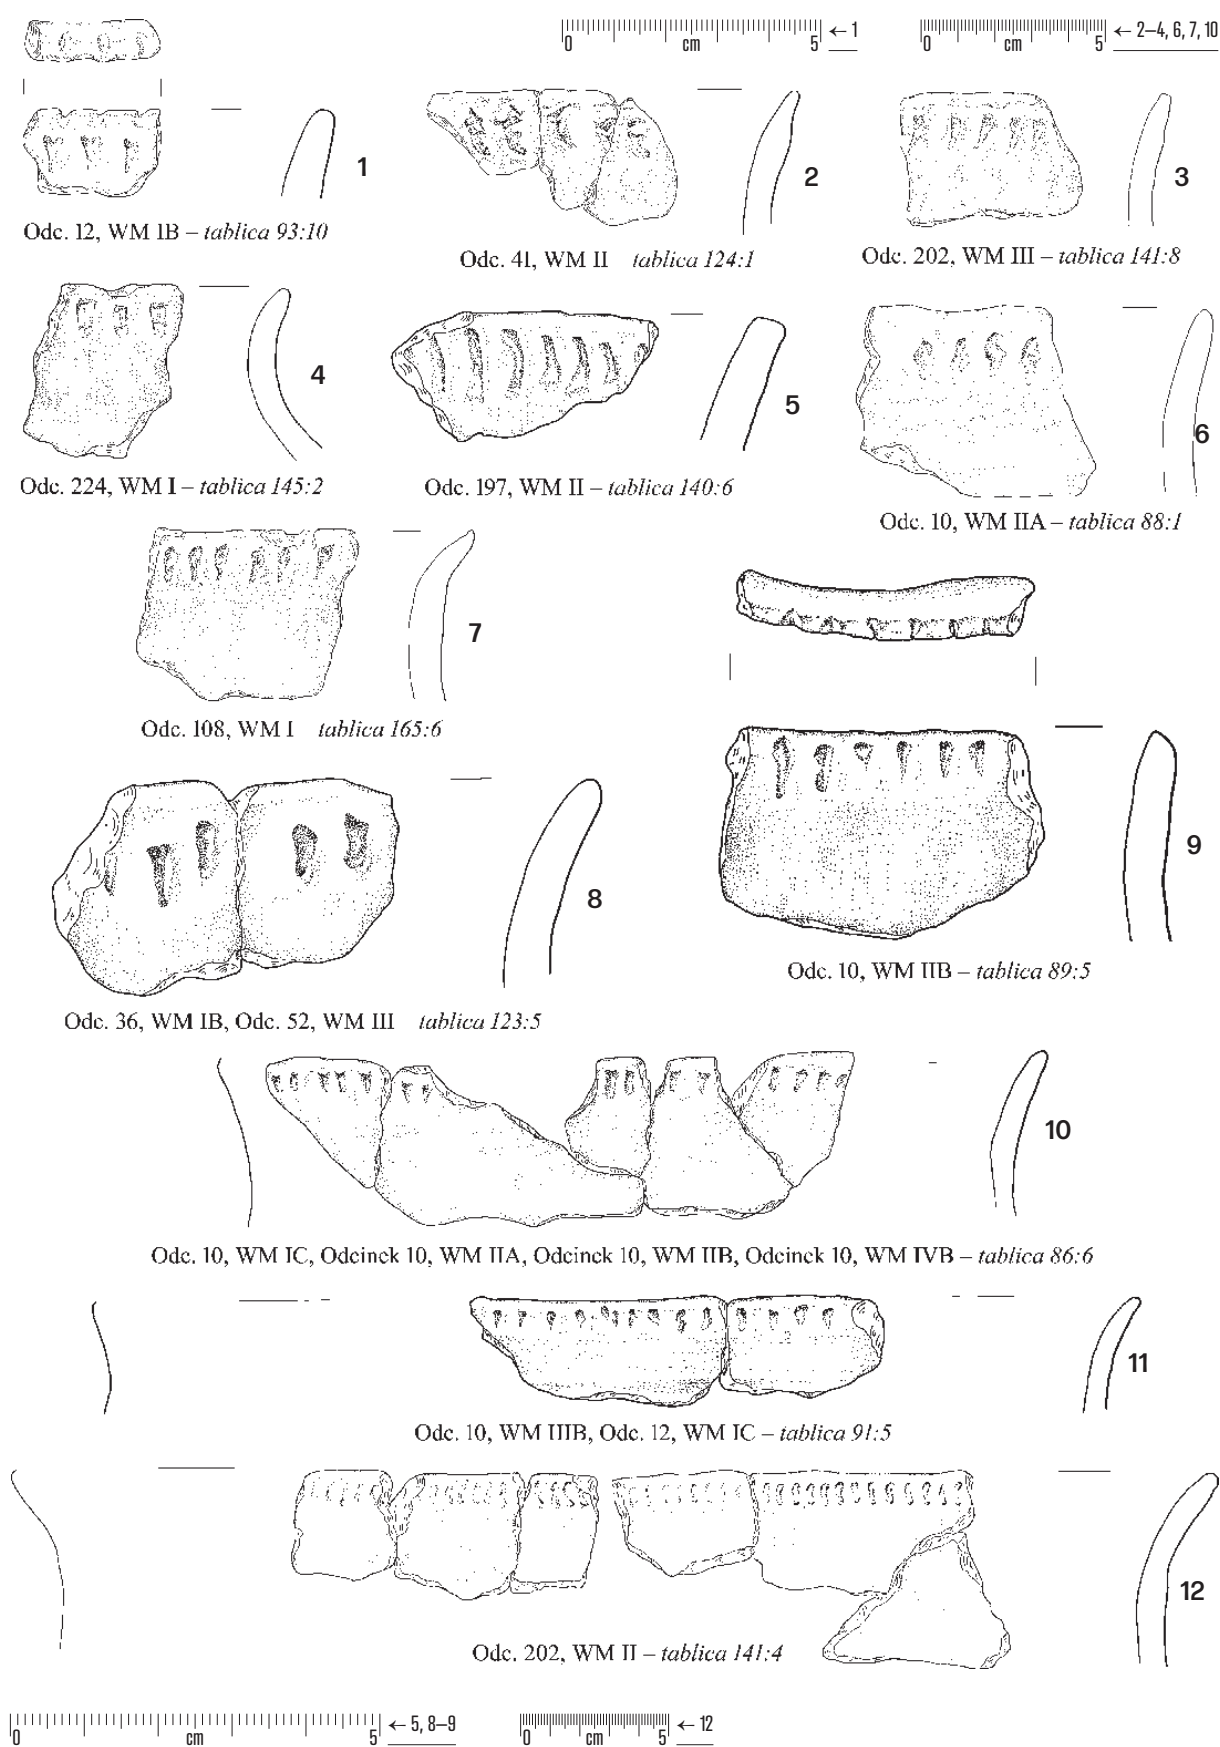 0 cm 5 ← 1
0 cm 5 ← 2–4, 6, 7, 10
1
Odc. 12, WM IB – tablica 93:10
2
Odc. 41, WM II tablica 124:1
3
Odc. 202, WM III – tablica 141:8
4
Odc. 224, WM I – tablica 145:2
5
Odc. 197, WM II – tablica 140:6
6
Odc. 10, WM IIA – tablica 88:1
7
Odc. 108, WM I tablica 165:6
8
Odc. 36, WM IB, Odc. 52, WM III tablica 123:5
9
Odc. 10, WM IIB – tablica 89:5
10
Odc. 10, WM IC, Odcinek 10, WM IIA, Odcinek 10, WM IIB, Odcinek 10, WM IVB – tablica 86:6
11
Odc. 10, WM IIIB, Odc. 12, WM IC – tablica 91:5
12
Odc. 202, WM II – tablica 141:4
0 cm 5 ← 5, 8–9
0 cm 5 ← 12